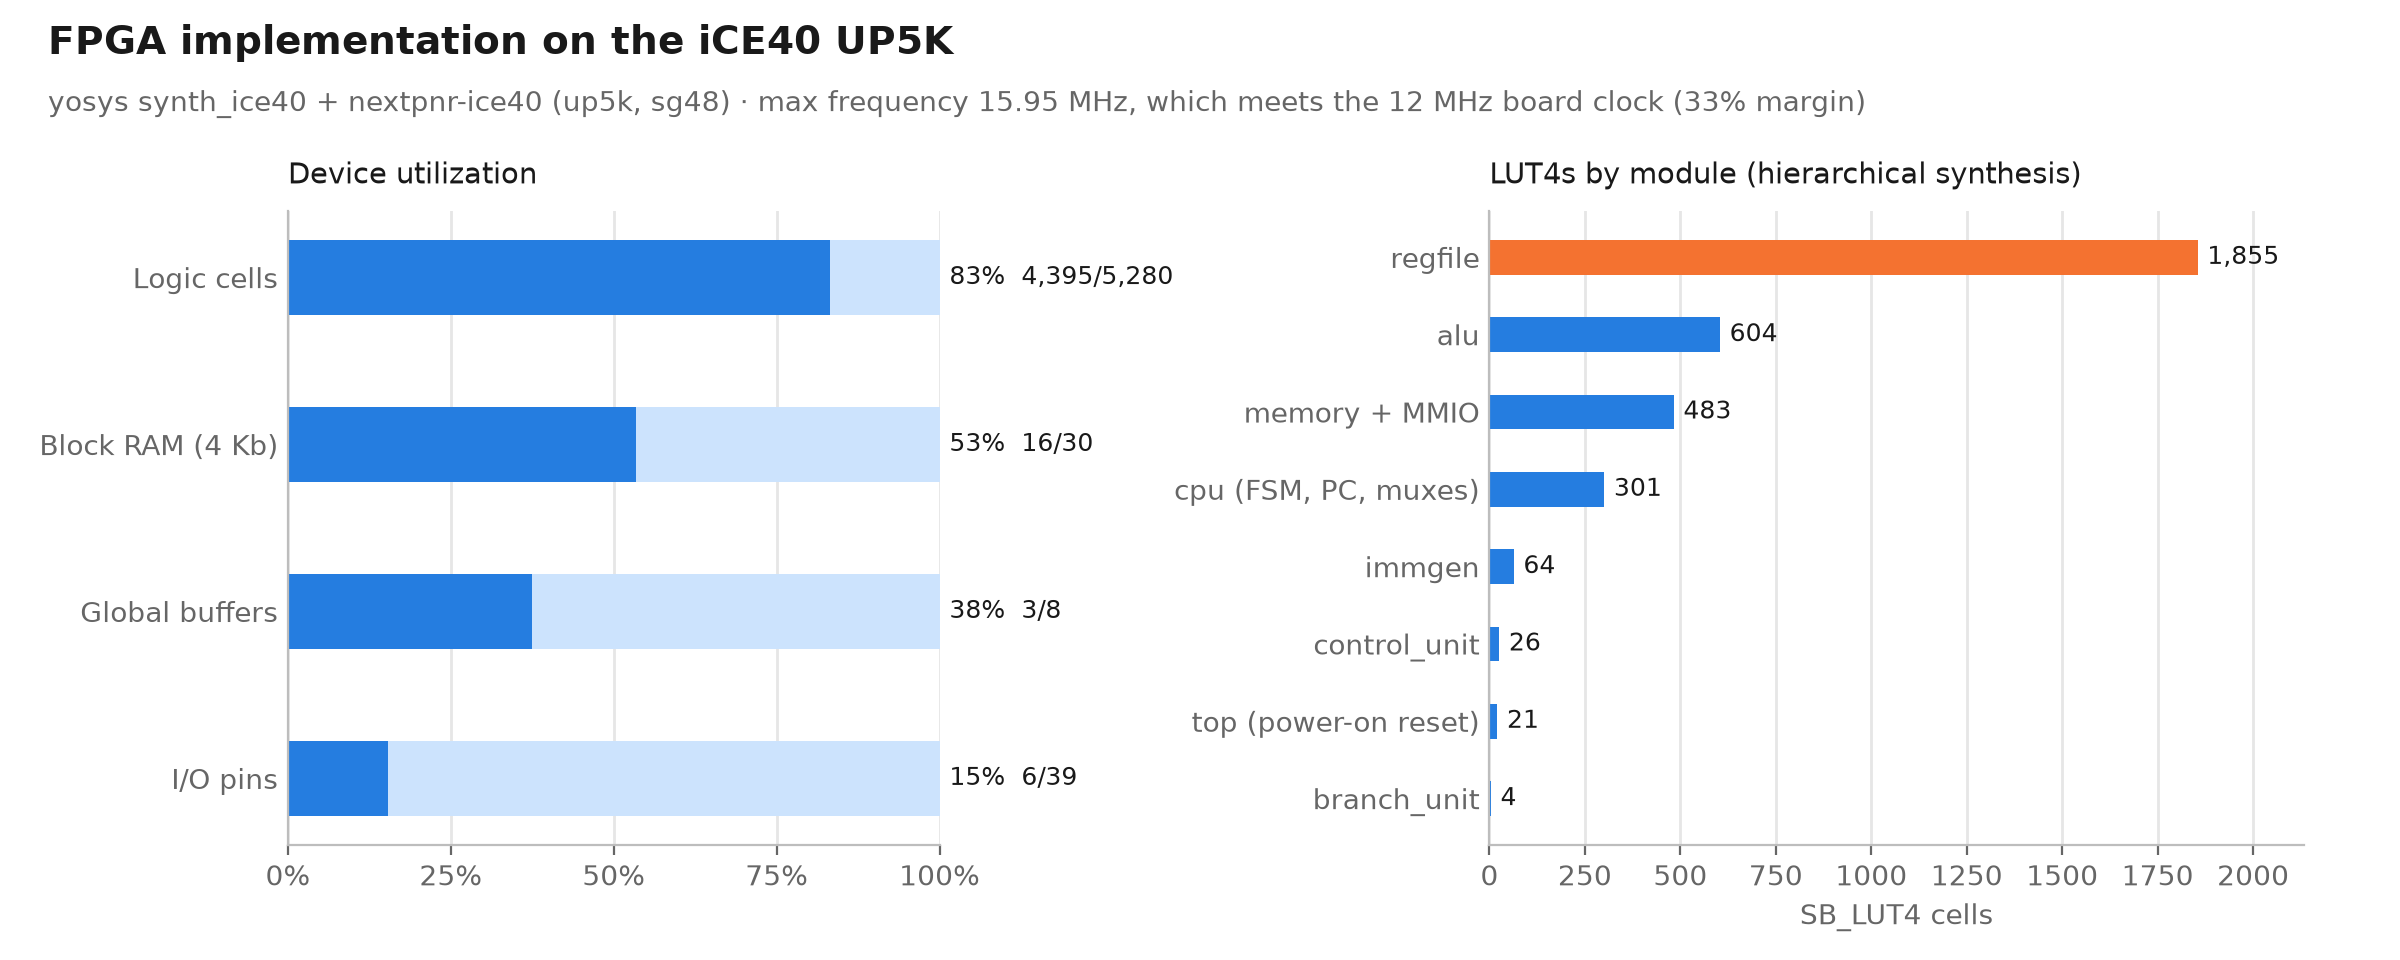 FPGA implementation on the iCE40 UP5K
yosys synth_ice40 + nextpnr-ice40 (up5k, sg48) · max frequency 15.95 MHz, which meets the 12 MHz board clock (33% margin)
Device utilization
Logic cells
83% 4,395/5,280
Block RAM (4 Kb)
53% 16/30
Global buffers
38% 3/8
I/O pins
15% 6/39
0% 25% 50% 75% 100%
LUT4s by module (hierarchical synthesis)
regfile 1,855
alu 604
memory + MMIO 483
cpu (FSM, PC, muxes) 301
immgen 64
control_unit 26
top (power-on reset) 21
branch_unit 4
0 250 500 750 1000 1250 1500 1750 2000
SB_LUT4 cells